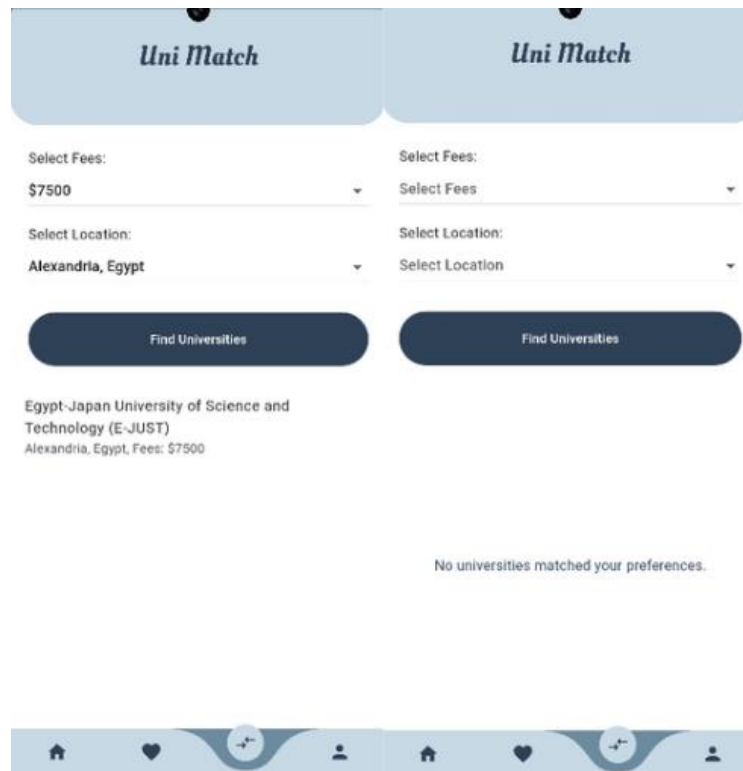 Uni Match
Select Fees:
$7500
Select Location:
Alexandria, Egypt
Find Universities
Egypt-Japan University of Science and
Technology (E-JUST)
Alexandria, Egypt, Fees: $7500
Uni Match
Select Fees:
Select Fees
Select Location:
Select Location
Find Universities
No universities matched your preferences.